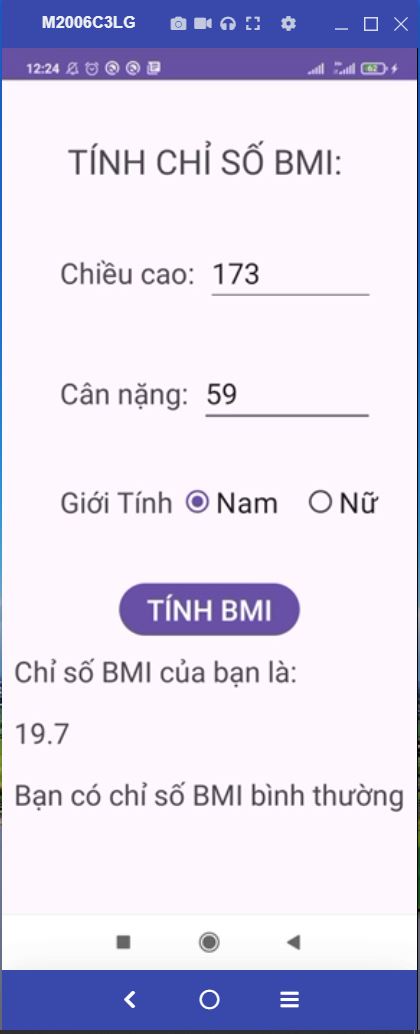 M2006C3LG
12:24
62
TÍNH CHỈ SỐ BMI:
Chiều cao: 173
Cân nặng: 59
Giới Tính Nam Nữ
TÍNH BMI
Chỉ số BMI của bạn là:
19.7
Bạn có chỉ số BMI bình thường